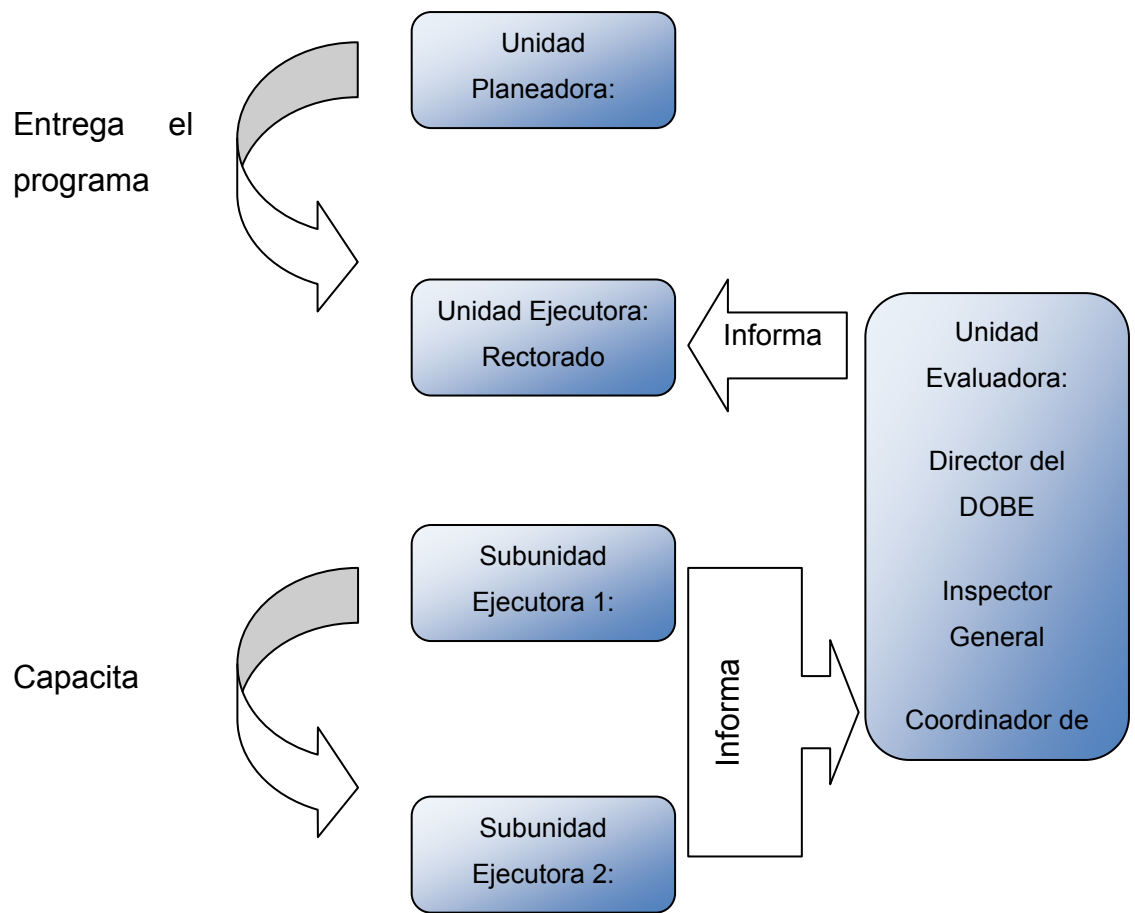 Unidad
Planeadora:
Entrega el
programa
Unidad Ejecutora:
Rectorado
Informa
Unidad
Evaluadora:
Director del
DOBE
Inspector
General
Coordinador de
Subunidad
Ejecutora 1:
Capacita
Informa
Subunidad
Ejecutora 2: